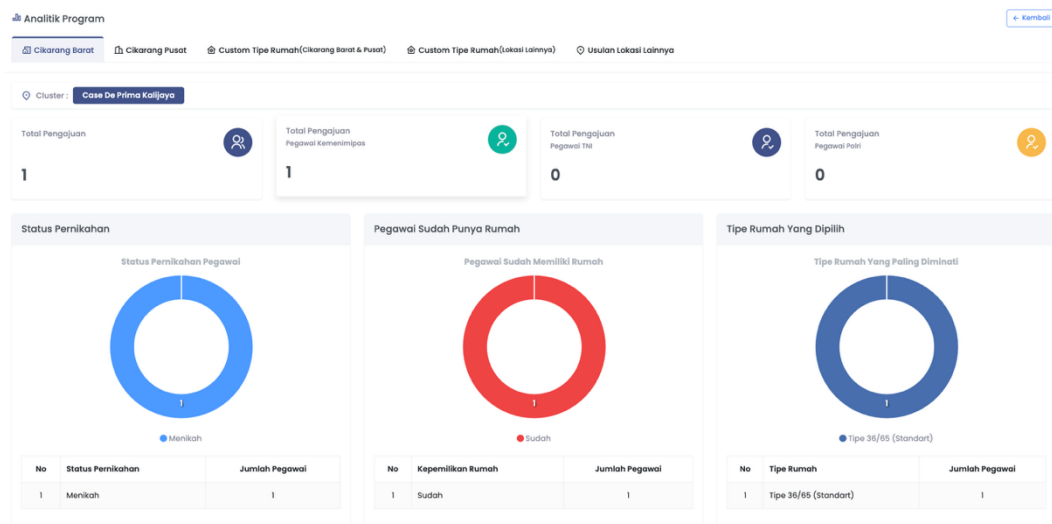 Analitik Program
← Kembali
Cikarang Barat
Cikarang Pusat
Custom Tipe Rumah(Cikarang Barat & Pusat)
Custom Tipe Rumah(Lokasi Lainnya)
Usulan Lokasi Lainnya
Cluster :
Case De Prima Kalijaya
Total Pengajuan
1
Total Pengajuan
Pegawai Kemenimipas
1
Total Pengajuan
Pegawai TNI
0
Total Pengajuan
Pegawai Polri
0
Status Pernikahan
Status Pernikahan Pegawai
1
Menikah
No Status Pernikahan Jumlah Pegawai
1 Menikah 1
Pegawai Sudah Punya Rumah
Pegawai Sudah Memiliki Rumah
1
Sudah
No Kepemilikan Rumah Jumlah Pegawai
1 Sudah 1
Tipe Rumah Yang Dipilih
Tipe Rumah Yang Paling Diminati
1
Tipe 36/65 (Standart)
No Tipe Rumah Jumlah Pegawai
1 Tipe 36/65 (Standart) 1